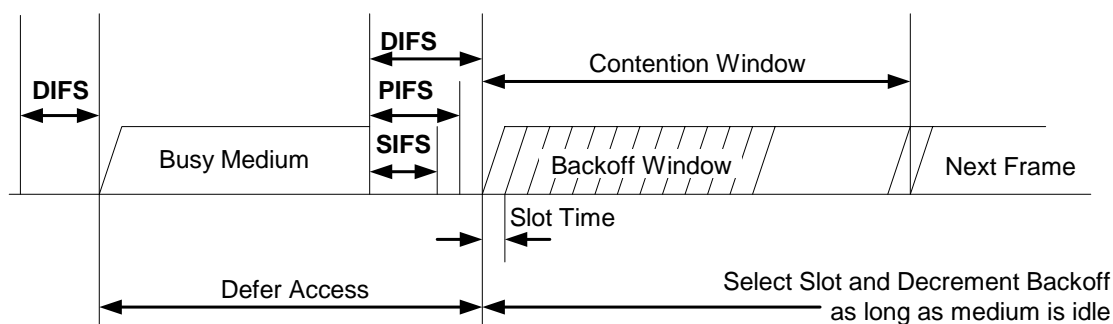 DIFS
DIFS
PIFS
SIFS
Contention Window
Busy Medium
Backoff Window
Next Frame
Slot Time
Defer Access
Select Slot and Decrement Backoff
as long as medium is idle